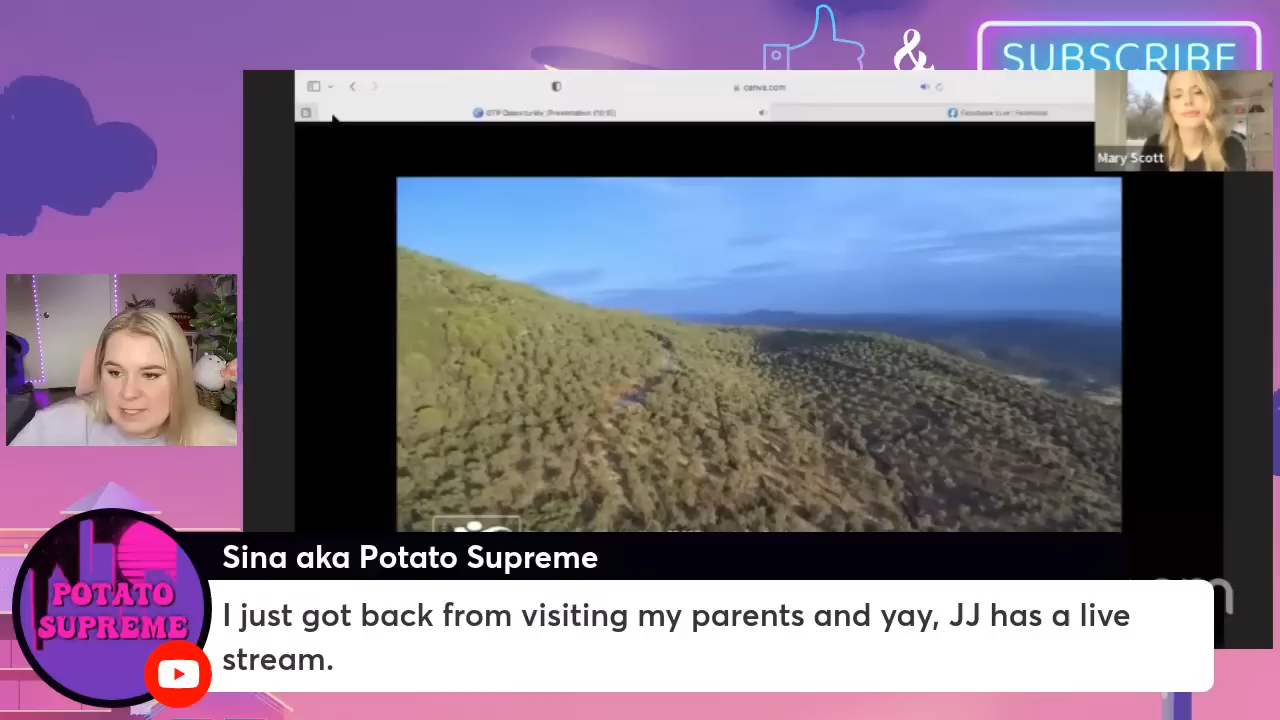 &
SUBSCRIBE
canva.com
Mary Scott
Sina aka Potato Supreme
POTATO
SUPREME
I just got back from visiting my parents and yay, JJ has a live
stream.